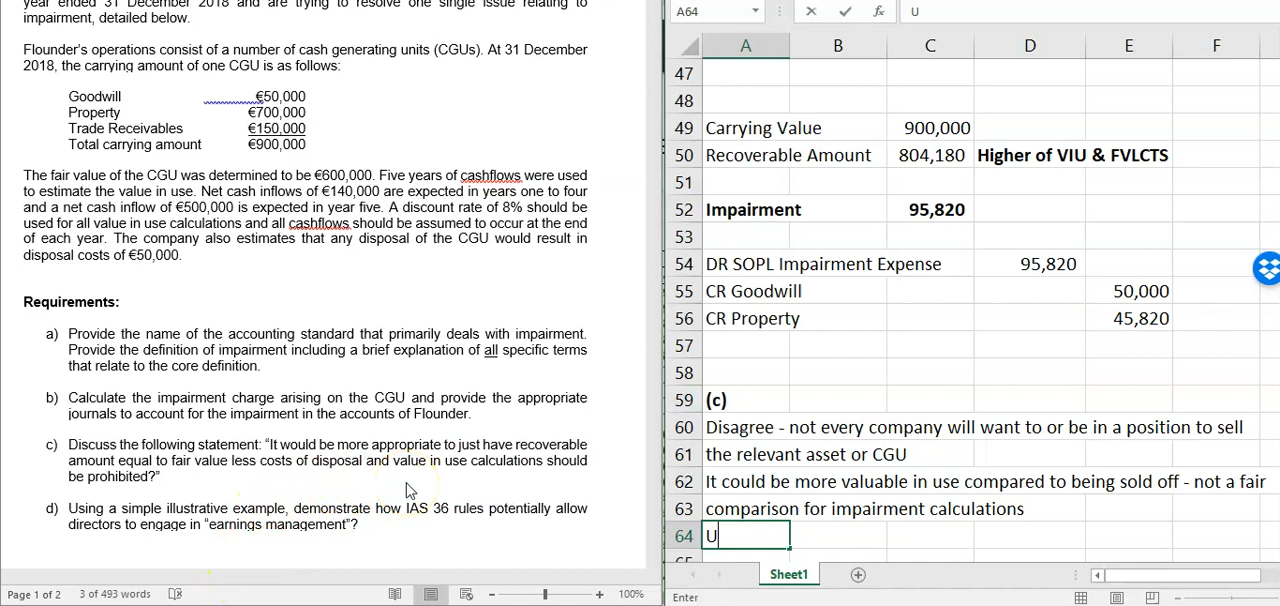 year ended 31 December 2018 and are trying to resolve one single issue relating to
impairment, detailed below.
Flounder's operations consist of a number of cash generating units (CGUs). At 31 December
2018, the carrying amount of one CGU is as follows:
Goodwill €50,000
Property €700,000
Trade Receivables €150,000
Total carrying amount €900,000
The fair value of the CGU was determined to be €600,000. Five years of cashflows were used
to estimate the value in use. Net cash inflows of €140,000 are expected in years one to four
and a net cash inflow of €500,000 is expected in year five. A discount rate of 8% should be
used for all value in use calculations and all cashflows should be assumed to occur at the end
of each year. The company also estimates that any disposal of the CGU would result in
disposal costs of €50,000.
Requirements:
a) Provide the name of the accounting standard that primarily deals with impairment.
Provide the definition of impairment including a brief explanation of all specific terms
that relate to the core definition.
b) Calculate the impairment charge arising on the CGU and provide the appropriate
journals to account for the impairment in the accounts of Flounder.
c) Discuss the following statement: “It would be more appropriate to just have recoverable
amount equal to fair value less costs of disposal and value in use calculations should
be prohibited?”
d) Using a simple illustrative example, demonstrate how IAS 36 rules potentially allow
directors to engage in “earnings management”?
Page 1 of 2 3 of 493 words 100%
A64 fx U
A B C D E F
47
48
49 Carrying Value 900,000
50 Recoverable Amount 804,180 Higher of VIU & FVLCTS
51
52 Impairment 95,820
53
54 DR SOPL Impairment Expense 95,820
55 CR Goodwill 50,000
56 CR Property 45,820
57
58
59 (c)
60 Disagree - not every company will want to or be in a position to sell
61 the relevant asset or CGU
62 It could be more valuable in use compared to being sold off - not a fair
63 comparison for impairment calculations
64 U
65
Sheet1
Enter